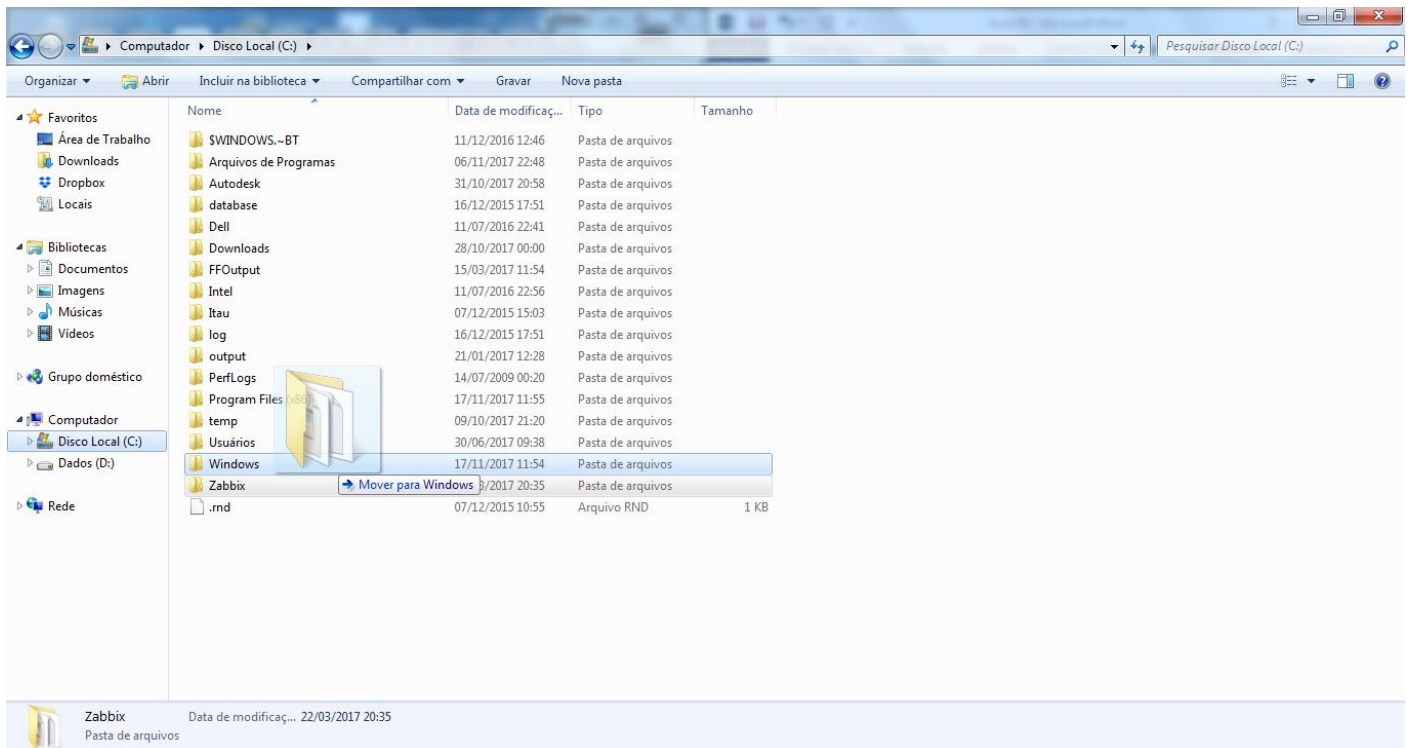 Computador Disco Local (C:)
Pesquisar Disco Local (C:)
Organizar Abrir Incluir na biblioteca Compartilhar com Gravar Nova pasta
Favoritos
Área de Trabalho
Downloads
Dropbox
Locais
Bibliotecas
Documentos
Imagens
Músicas
Vídeos
Grupo doméstico
Computador
Disco Local (C:)
Dados (D:)
Rede
Nome Data de modificaç... Tipo Tamanho
$WINDOWS.~BT 11/12/2016 12:46 Pasta de arquivos
Arquivos de Programas 06/11/2017 22:48 Pasta de arquivos
Autodesk 31/10/2017 20:58 Pasta de arquivos
database 16/12/2015 17:51 Pasta de arquivos
Dell 11/07/2016 22:41 Pasta de arquivos
Downloads 28/10/2017 00:00 Pasta de arquivos
FFOutput 15/03/2017 11:54 Pasta de arquivos
Intel 11/07/2016 22:56 Pasta de arquivos
Itau 07/12/2015 15:03 Pasta de arquivos
log 16/12/2015 17:51 Pasta de arquivos
output 21/01/2017 12:28 Pasta de arquivos
PerfLogs 14/07/2009 00:20 Pasta de arquivos
Program Files (x86) 17/11/2017 11:55 Pasta de arquivos
temp 09/10/2017 21:20 Pasta de arquivos
Usuários 30/06/2017 09:38 Pasta de arquivos
Windows 17/11/2017 11:54 Pasta de arquivos
Zabbix Mover para Windows 3/2017 20:35 Pasta de arquivos
.rnd 07/12/2015 10:55 Arquivo RND 1 KB
Zabbix Data de modificaç... 22/03/2017 20:35
Pasta de arquivos